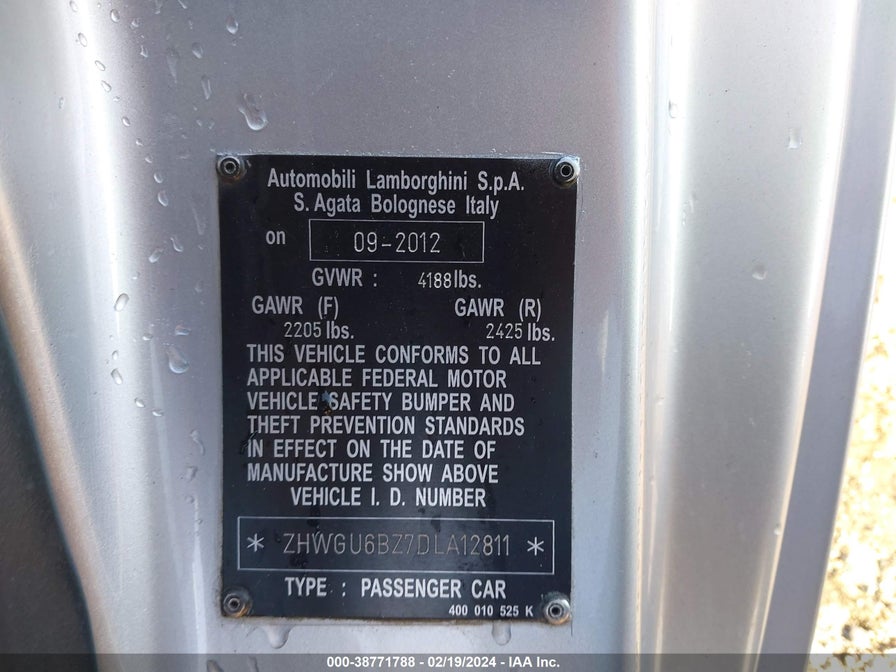 Automobili Lamborghini S.p.A.
S. Agata Bolognese Italy
on 09-2012
GVWR : 4188 lbs.
GAWR (F) GAWR (R)
2205 lbs. 2425 lbs.
THIS VEHICLE CONFORMS TO ALL
APPLICABLE FEDERAL MOTOR
VEHICLE SAFETY BUMPER AND
THEFT PREVENTION STANDARDS
IN EFFECT ON THE DATE OF
MANUFACTURE SHOW ABOVE
VEHICLE I. D. NUMBER
* ZHWGU6BZ7DLA12811 *
TYPE : PASSENGER CAR
400 010 525 K
000-38771788 - 02/19/2024 - IAA Inc.